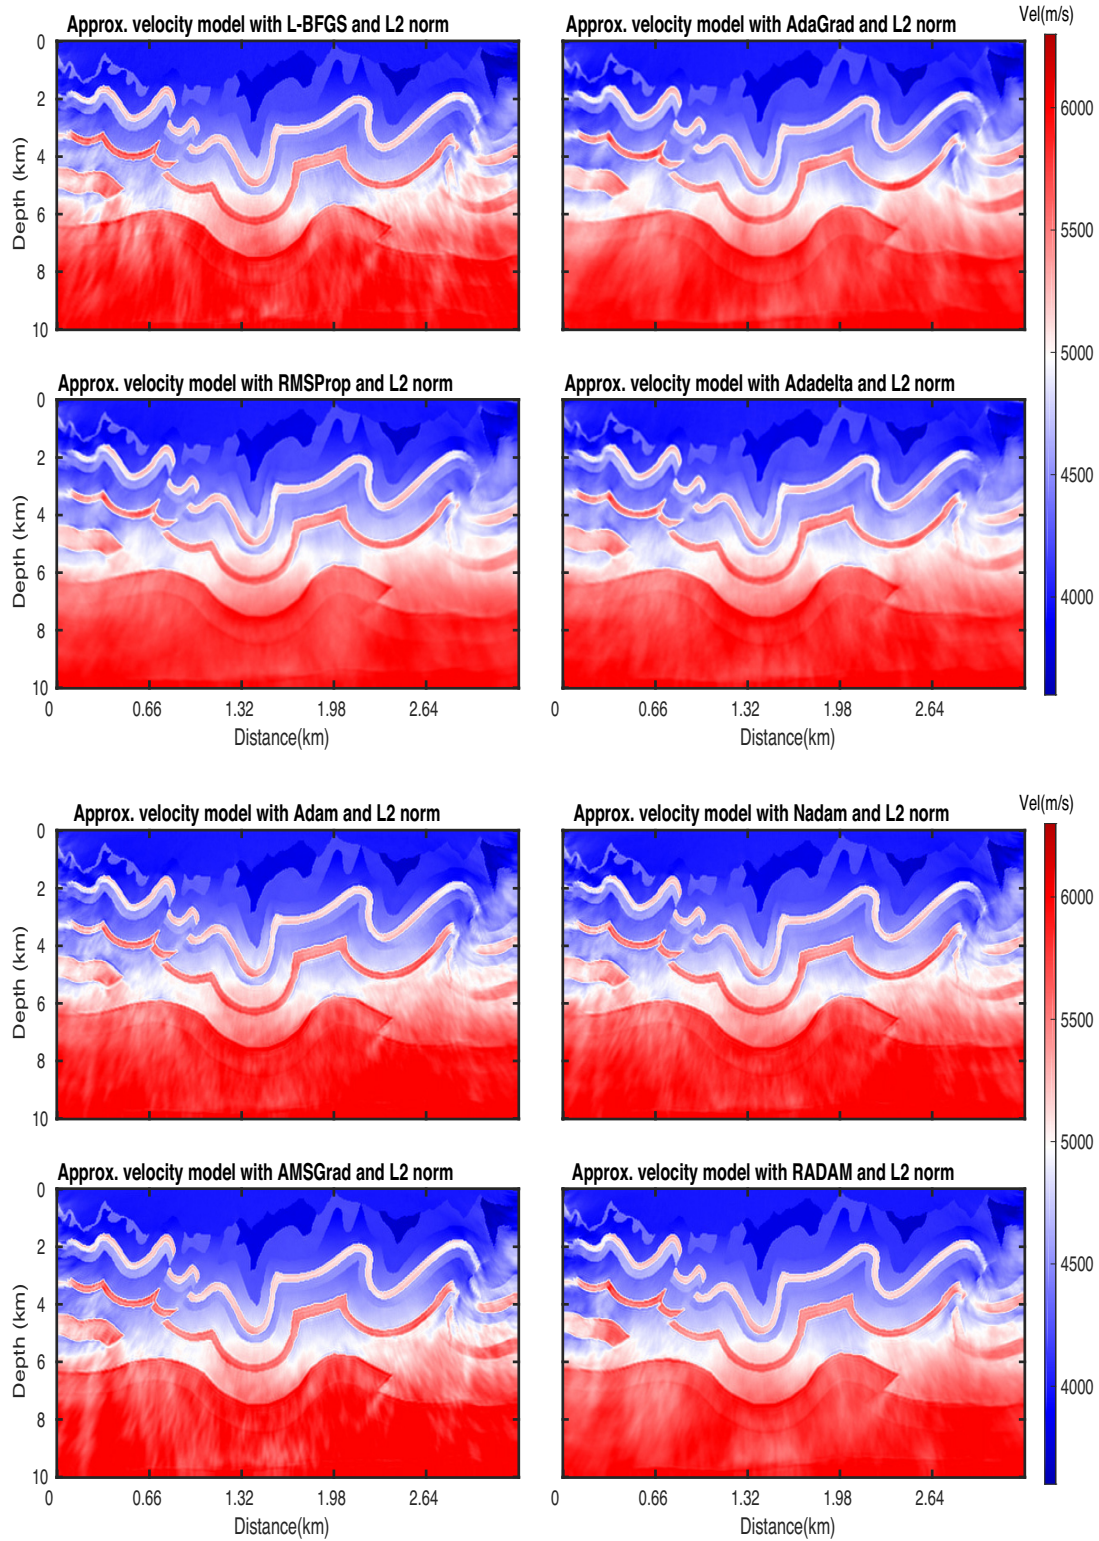 Approx. velocity model with L-BFGS and L2 norm
Approx. velocity model with AdaGrad and L2 norm
Vel(m/s)
0
2
4
6
8
10
Depth (km)
6000
5500
5000
4500
4000
Approx. velocity model with RMSProp and L2 norm
Approx. velocity model with Adadelta and L2 norm
0
2
4
6
8
10
Depth (km)
0 0.66 1.32 1.98 2.64
0 0.66 1.32 1.98 2.64
Distance(km)
Distance(km)
Approx. velocity model with Adam and L2 norm
Approx. velocity model with Nadam and L2 norm
Vel(m/s)
0
2
4
6
8
10
Depth (km)
6000
5500
5000
4500
4000
Approx. velocity model with AMSGrad and L2 norm
Approx. velocity model with RADAM and L2 norm
0
2
4
6
8
10
Depth (km)
0 0.66 1.32 1.98 2.64
0 0.66 1.32 1.98 2.64
Distance(km)
Distance(km)